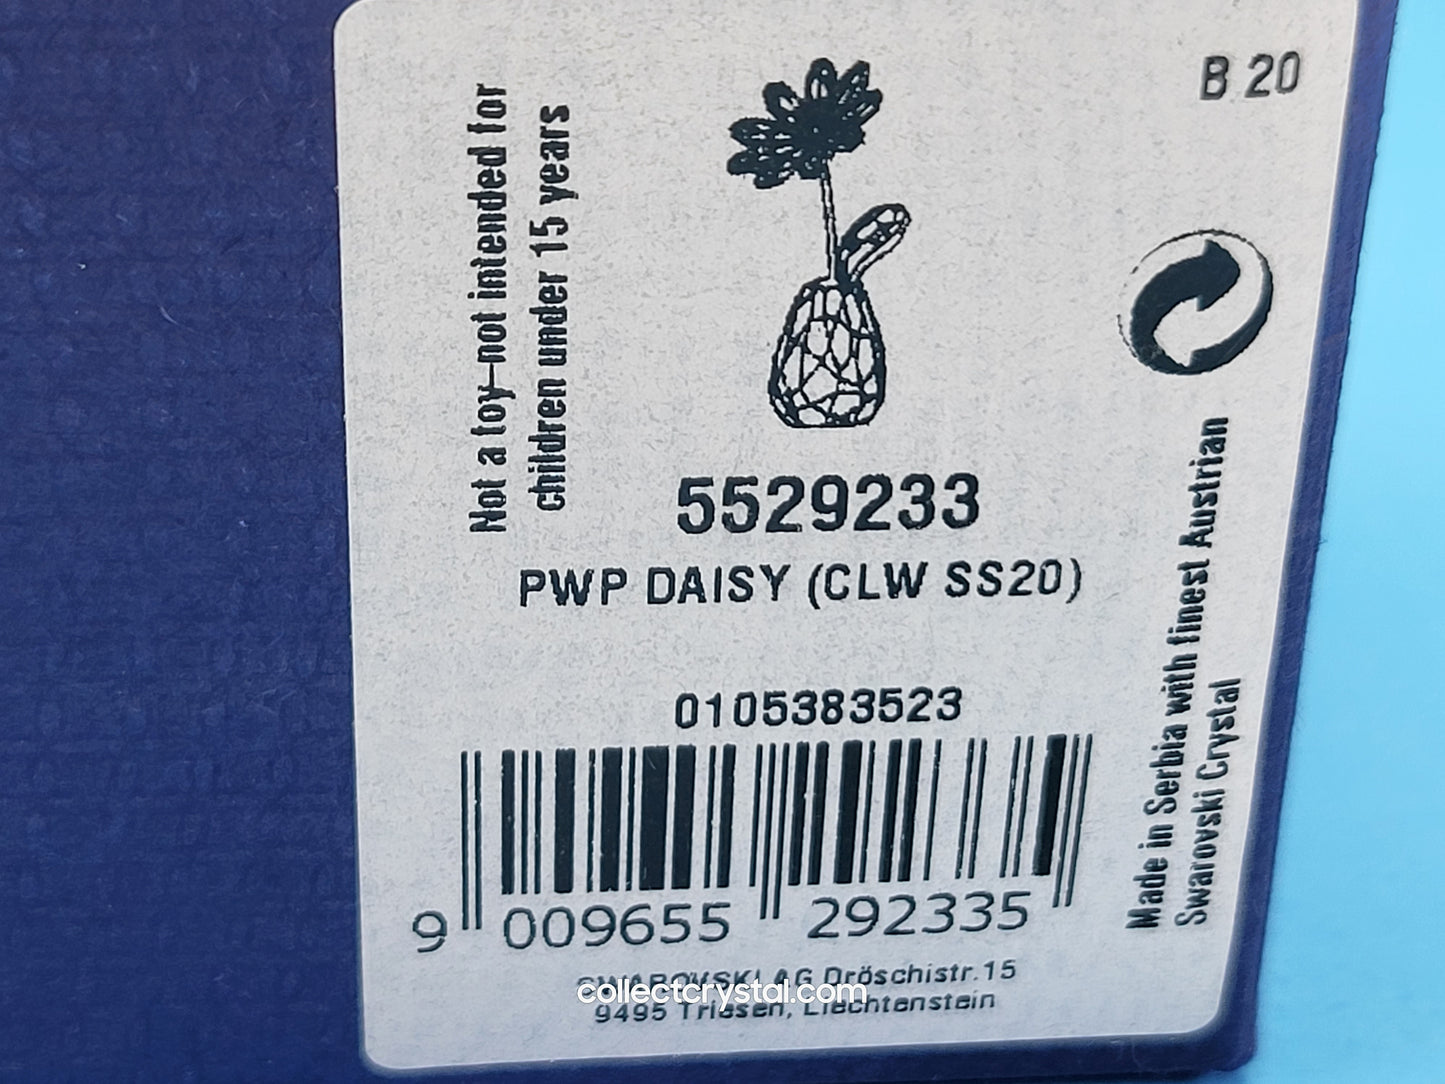 B 20
Not a toy–not intended for
children under 15 years
5529233
PWP DAISY (CLW SS20)
0105383523
9 009655 292335
Made in Serbia with finest Austrian
Swarovski Crystal
SWAROVSKI AG Dröschistr.15
collectcrystal.com
9495 Triesen, Liechtenstein